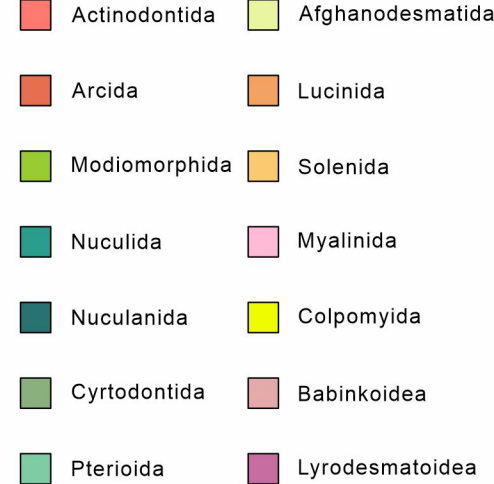 Actinodontida
Afghanodesmatida
Arcida
Lucinida
Modiomorphida
Solenida
Nuculida
Myalinida
Nuculanida
Colpomyida
Cyrtodontida
Babinkoidea
Pterioida
Lyrodesmatoidea